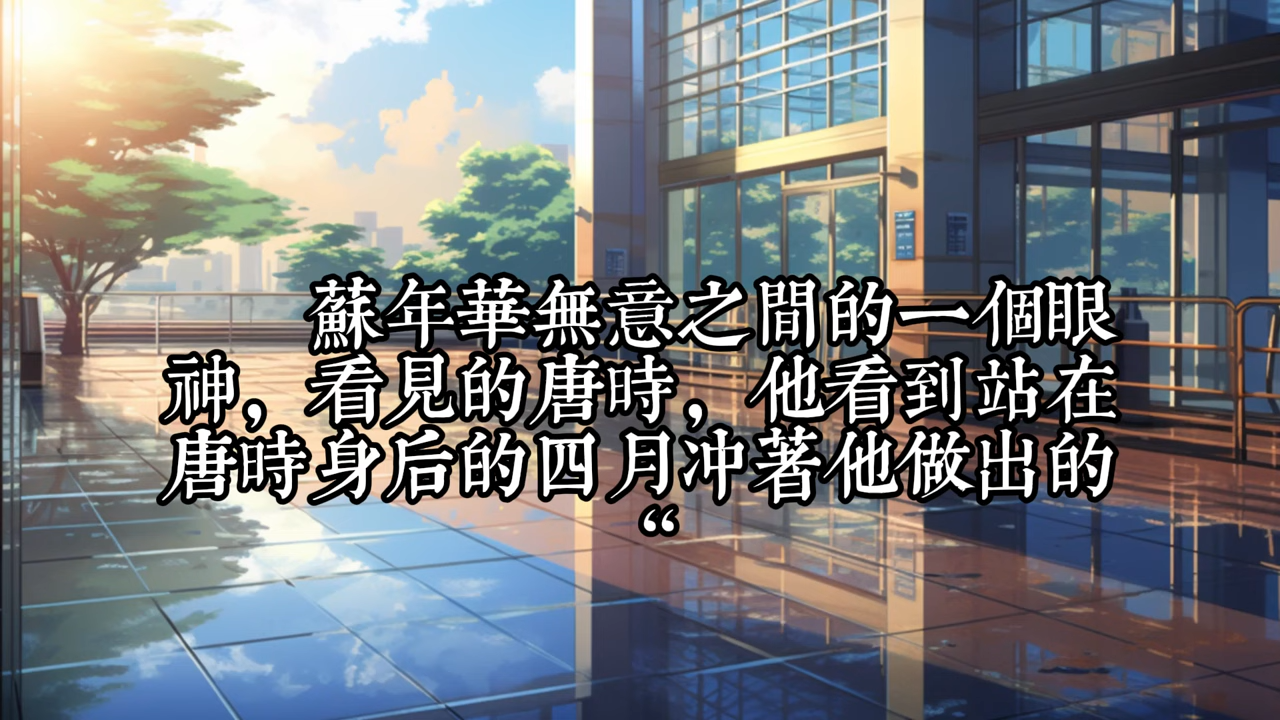 蘇年華無意之間的一個眼
神，看見的唐時，他看到站在
唐時身后的四月冲著他做出的
“